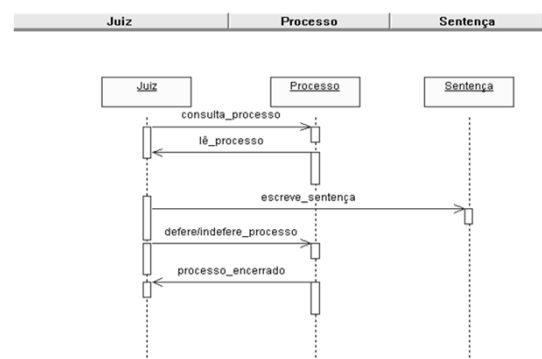 Juiz Processo Sentença
Juiz Processo Sentença
consulta_processo
lê_processo
escreve_sentença
defere/indefere_processo
processo_encerrado